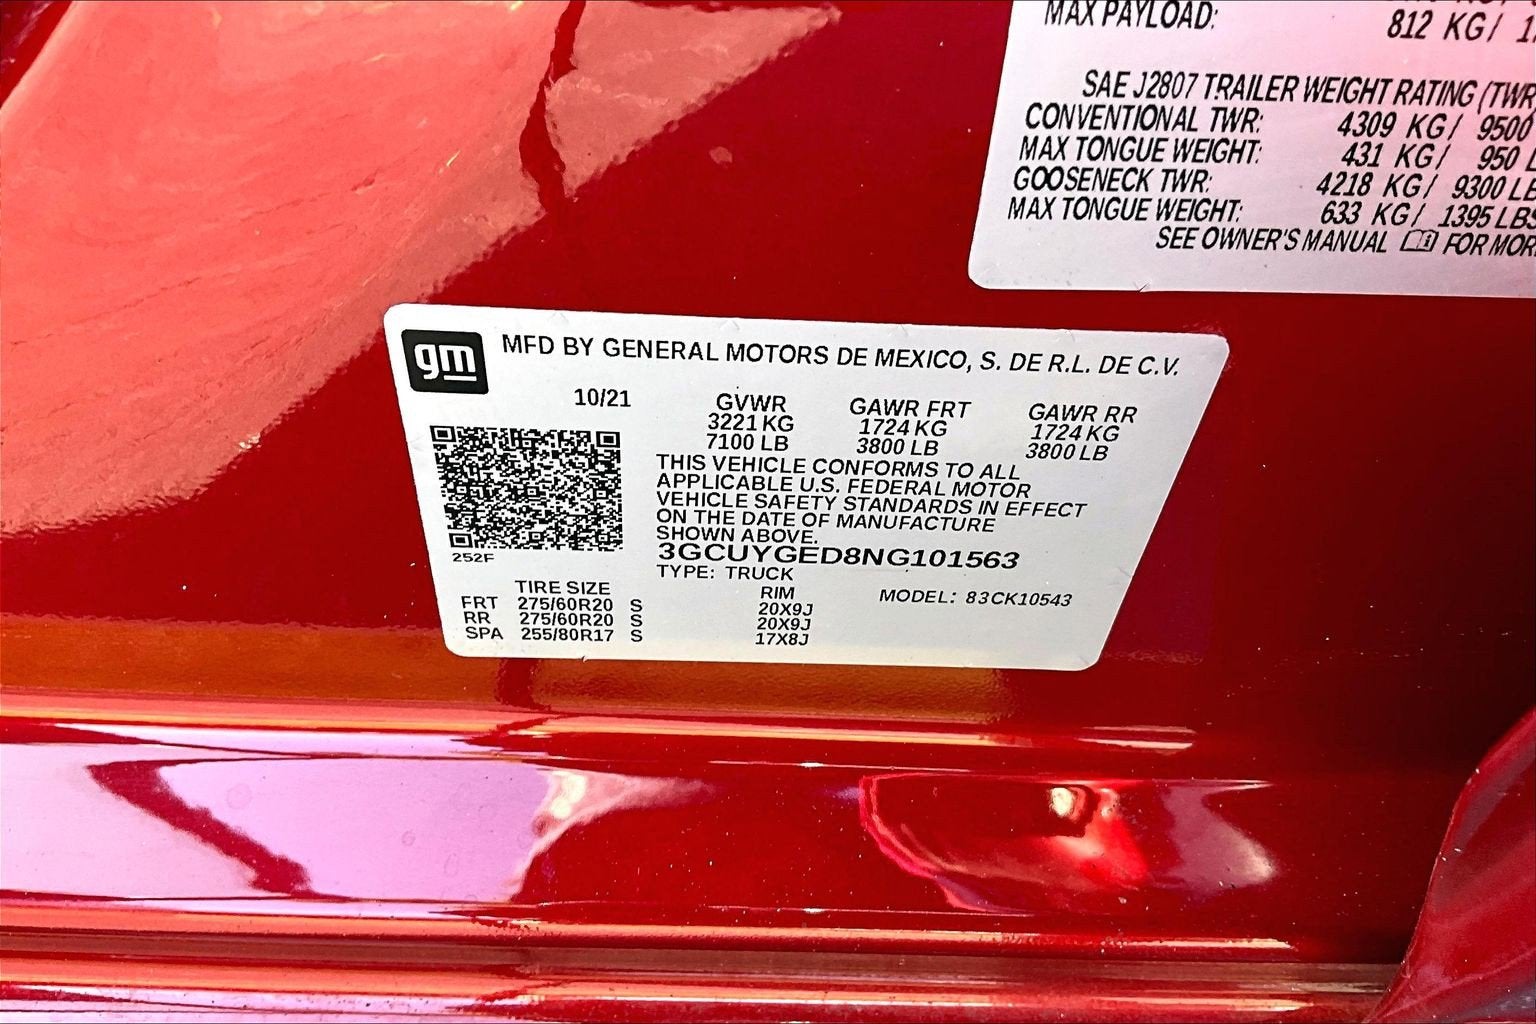 MAX PAYLOAD: 812 KG/
SAE J2807 TRAILER WEIGHT RATING (TWR
CONVENTIONAL TWR: 4309 KG/ 9500
MAX TONGUE WEIGHT: 431 KG/ 950 L
GOOSENECK TWR: 4218 KG/ 9300 LB
MAX TONGUE WEIGHT: 633 KG/ 1395 LBS
SEE OWNER'S MANUAL FOR MOR
gm
MFD BY GENERAL MOTORS DE MEXICO, S. DE R.L. DE C.V.
10/21 GVWR GAWR FRT GAWR RR
3221 KG 1724 KG 1724 KG
7100 LB 3800 LB 3800 LB
THIS VEHICLE CONFORMS TO ALL
APPLICABLE U.S. FEDERAL MOTOR
VEHICLE SAFETY STANDARDS IN EFFECT
ON THE DATE OF MANUFACTURE
SHOWN ABOVE.
252F
3GCUYGED8NG101563
TYPE: TRUCK
MODEL: 83CK10543
TIRE SIZE RIM
FRT 275/60R20 S 20X9J
RR 275/60R20 S 20X9J
SPA 255/80R17 S 17X8J